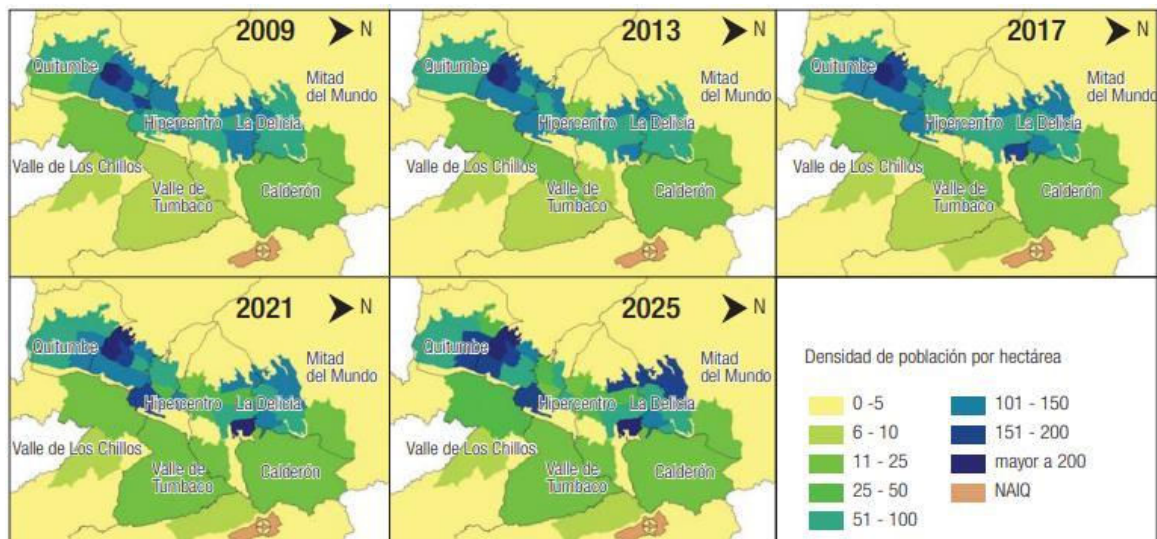 2009
N
Quitumbe
Mitad
del Mundo
Hipercentro
La Delicia
Valle de Los Chillos
Valle de
Tumbaco
Calderón
2013
N
Quitumbe
Mitad
del Mundo
Hipercentro
La Delicia
Valle de Los Chillos
Valle de
Tumbaco
Calderón
2017
N
Quitumbe
Mitad
del Mundo
Hipercentro
La Delicia
Valle de Los Chillos
Valle de
Tumbaco
Calderón
2021
N
Quitumbe
Mitad
del Mundo
Hipercentro
La Delicia
Valle de Los Chillos
Valle de
Tumbaco
Calderón
2025
N
Quitumbe
Mitad
del Mundo
Hipercentro
La Delicia
Valle de Los Chillos
Valle de
Tumbaco
Calderón
Densidad de población por hectárea
0 -5
6 - 10
11 - 25
25 - 50
51 - 100
101 - 150
151 - 200
mayor a 200
NAIQ